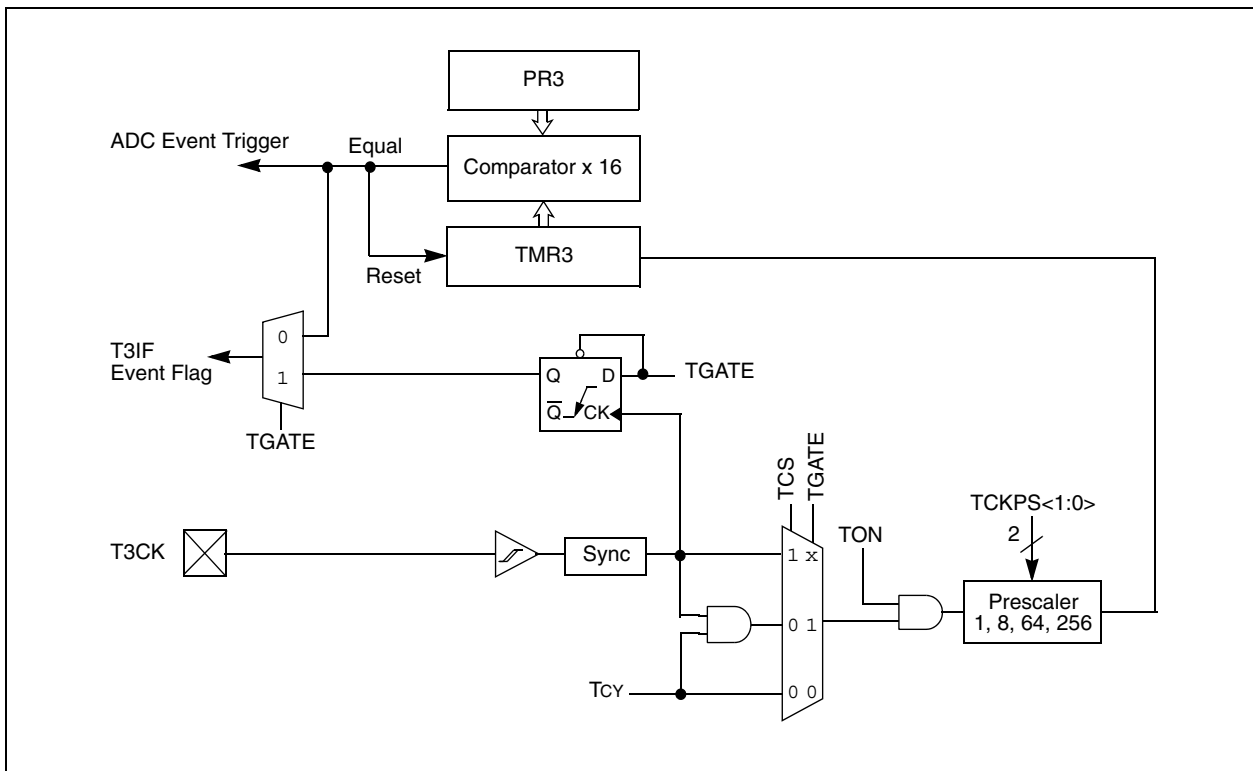 PR3
ADC Event Trigger
Equal
Comparator x 16
TMR3
Reset
0
T3IF
Event Flag
1
Q D
TGATE
Q̅ CK
TGATE
TCS
TGATE
TCKPS<1:0>
2
T3CK
Sync
1 x
TON
Prescaler
1, 8, 64, 256
0 1
TCY
0 0